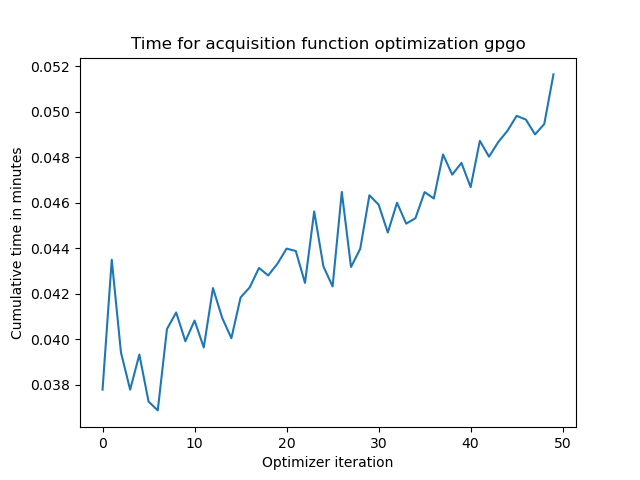 Time for acquisition function optimization gpgo
0.052
0.050
0.048
0.046
0.044
0.042
0.040
0.038
Cumulative time in minutes
0 10 20 30 40 50
Optimizer iteration